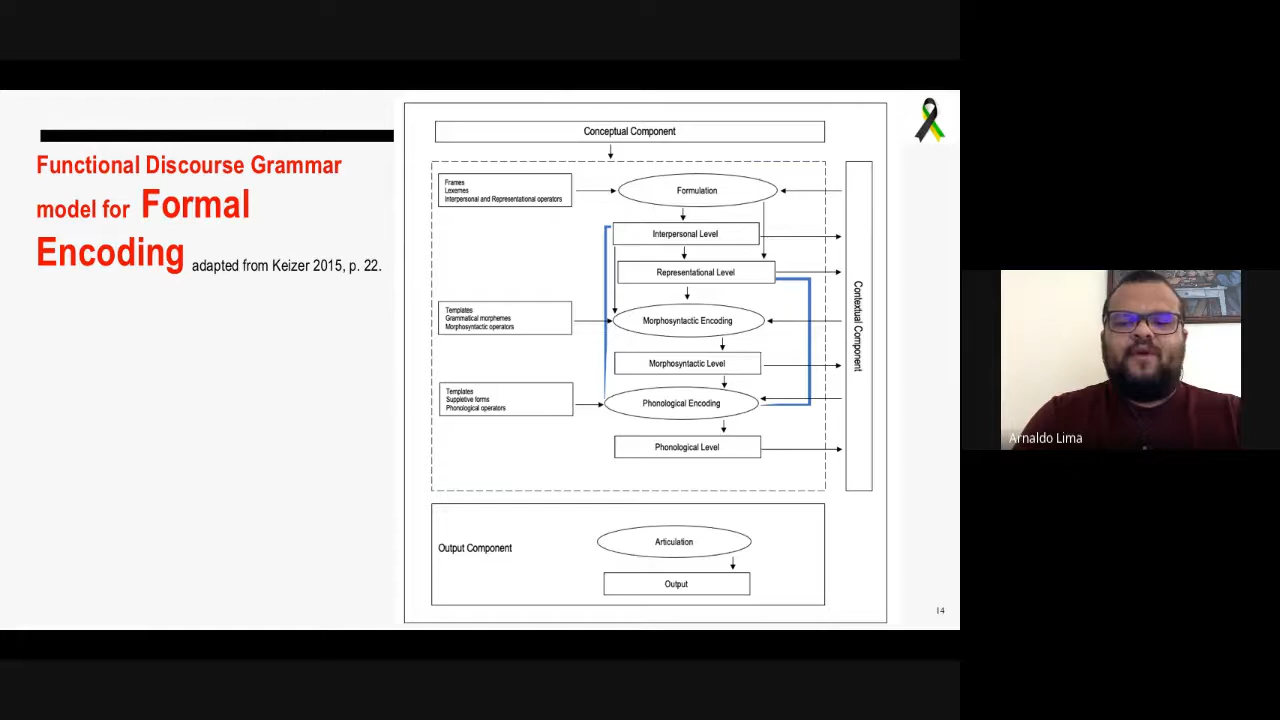 Functional Discourse Grammar
model for Formal
Encoding adapted from Keizer 2015, p. 22.
Conceptual Component
Frames
Lexemes
Interpersonal and Representational operators
Formulation
Interpersonal Level
Representational Level
Templates
Grammatical morphemes
Morphosyntactic operators
Morphosyntactic Encoding
Morphosyntactic Level
Templates
Suppletive forms
Phonological operators
Phonological Encoding
Phonological Level
Contextual Component
Output Component
Articulation
Output
14
Arnaldo Lima